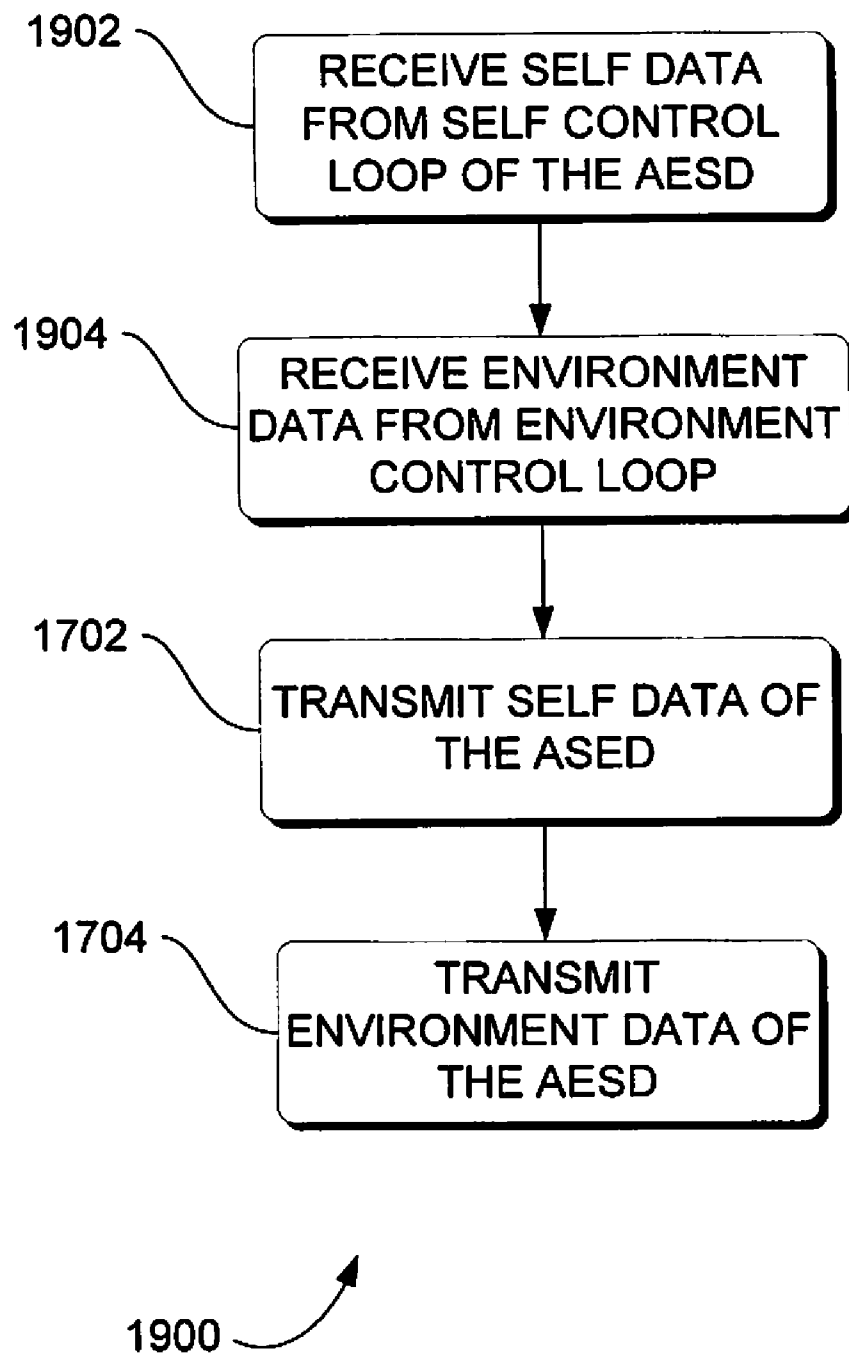 1902
RECEIVE SELF DATA
FROM SELF CONTROL
LOOP OF THE AESD
1904
RECEIVE ENVIRONMENT
DATA FROM ENVIRONMENT
CONTROL LOOP
1702
TRANSMIT SELF DATA OF
THE ASED
1704
TRANSMIT
ENVIRONMENT DATA OF
THE AESD
1900